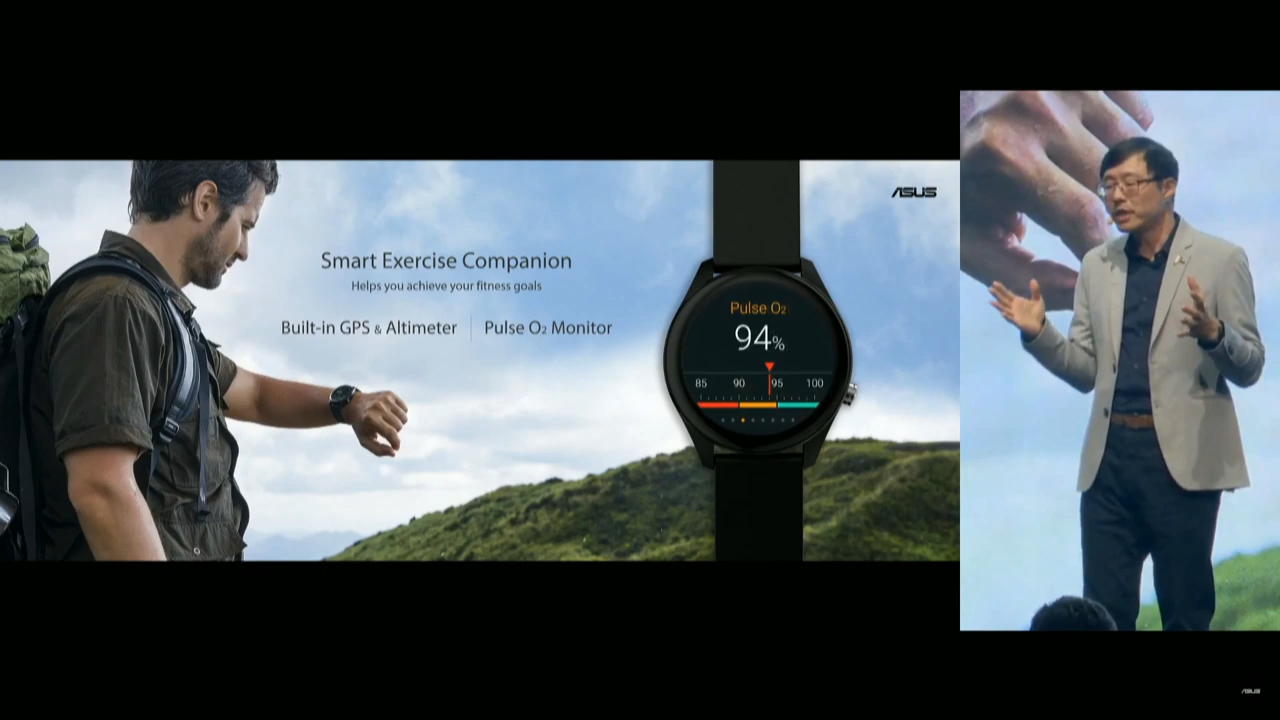 ASUS
Smart Exercise Companion
Helps you achieve your fitness goals
Built-in GPS & Altimeter | Pulse O2 Monitor
Pulse O2
94%
85 90 95 100
ASUS